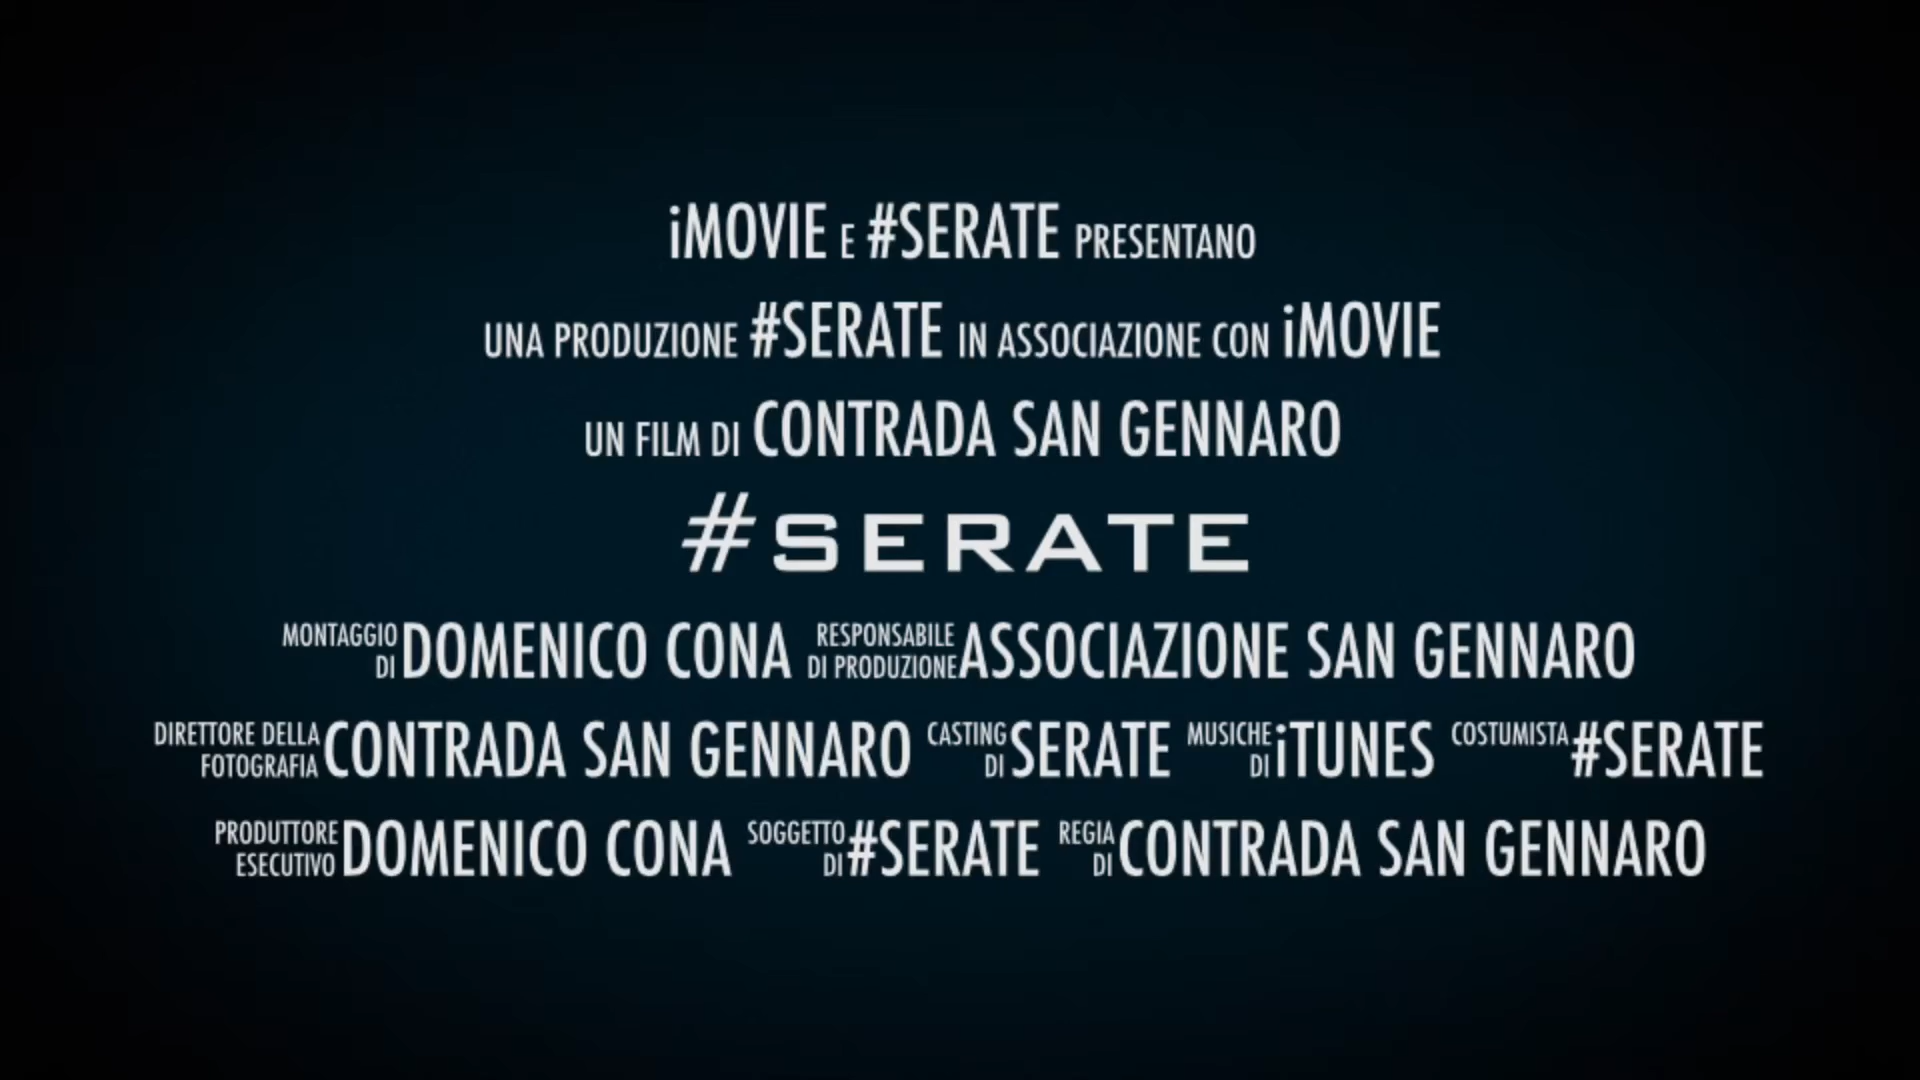 iMOVIE E #SERATE PRESENTANO
UNA PRODUZIONE #SERATE IN ASSOCIAZIONE CON iMOVIE
UN FILM DI CONTRADA SAN GENNARO
#SERATE
MONTAGGIO DI DOMENICO CONA RESPONSABILE DI PRODUZIONE ASSOCIAZIONE SAN GENNARO
DIRETTORE DELLA FOTOGRAFIA CONTRADA SAN GENNARO CASTING DI SERATE MUSICHE DI iTUNES COSTUMISTA #SERATE
PRODUTTORE ESECUTIVO DOMENICO CONA SOGGETTO DI #SERATE REGIA DI CONTRADA SAN GENNARO